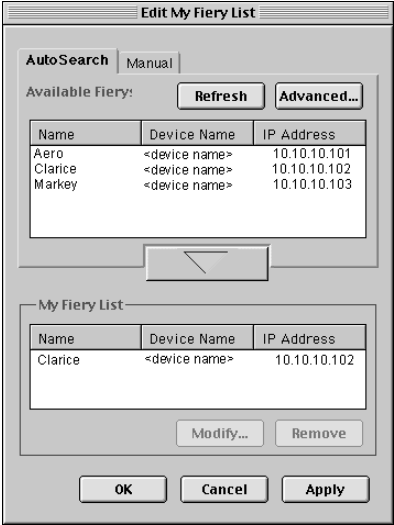 Edit My Fiery List
AutoSearch Manual
Available Fierys Refresh Advanced...
Name Device Name IP Address
Aero <device name> 10.10.10.101
Clarice <device name> 10.10.10.102
Markey <device name> 10.10.10.103
My Fiery List
Name Device Name IP Address
Clarice <device name> 10.10.10.102
Modify... Remove
OK Cancel Apply